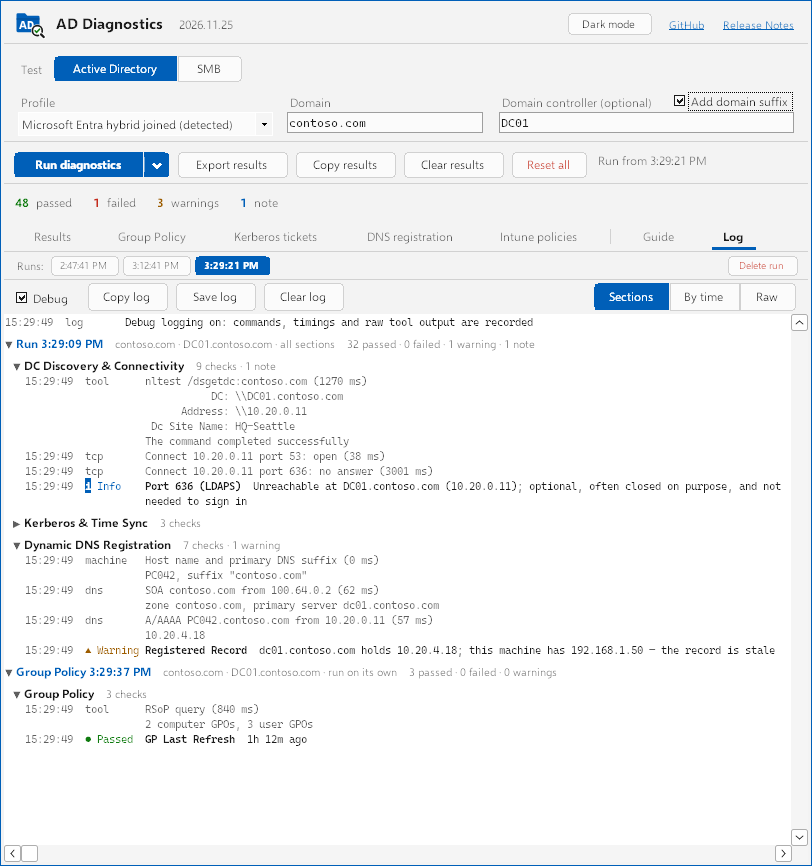 AD Diagnostics 2026.11.25 Dark mode GitHub Release Notes
Test Active Directory SMB
Profile Domain Domain controller (optional) Add domain suffix
Microsoft Entra hybrid joined (detected) contoso.com DC01
Run diagnostics Export results Copy results Clear results Reset all Run from 3:29:21 PM
48 passed 1 failed 3 warnings 1 note
Results Group Policy Kerberos tickets DNS registration Intune policies Guide Log
Runs: 2:47:41 PM 3:12:41 PM 3:29:21 PM Delete run
Debug Copy log Save log Clear log Sections By time Raw
15:29:49 log Debug logging on: commands, timings and raw tool output are recorded
Run 3:29:09 PM contoso.com · DC01.contoso.com · all sections 32 passed · 0 failed · 1 warning · 1 note
DC Discovery & Connectivity 9 checks · 1 note
15:29:49 tool nltest /dsgetdc:contoso.com (1270 ms)
DC: \\DC01.contoso.com
Address: \\10.20.0.11
Dc Site Name: HQ-Seattle
The command completed successfully
15:29:49 tcp Connect 10.20.0.11 port 53: open (38 ms)
15:29:49 tcp Connect 10.20.0.11 port 636: no answer (3001 ms)
15:29:49 i Info Port 636 (LDAPS) Unreachable at DC01.contoso.com (10.20.0.11); optional, often closed on purpose, and not
needed to sign in
Kerberos & Time Sync 3 checks
Dynamic DNS Registration 7 checks · 1 warning
15:29:49 machine Host name and primary DNS suffix (0 ms)
PC042, suffix "contoso.com"
15:29:49 dns SOA contoso.com from 100.64.0.2 (62 ms)
zone contoso.com, primary server dc01.contoso.com
15:29:49 dns A/AAAA PC042.contoso.com from 10.20.0.11 (57 ms)
10.20.4.18
15:29:49 ▲ Warning Registered Record dc01.contoso.com holds 10.20.4.18; this machine has 192.168.1.50 — the record is stale
Group Policy 3:29:37 PM contoso.com · DC01.contoso.com · run on its own 3 passed · 0 failed · 0 warnings
Group Policy 3 checks
15:29:49 tool RSoP query (840 ms)
2 computer GPOs, 3 user GPOs
15:29:49 ● Passed GP Last Refresh 1h 12m ago